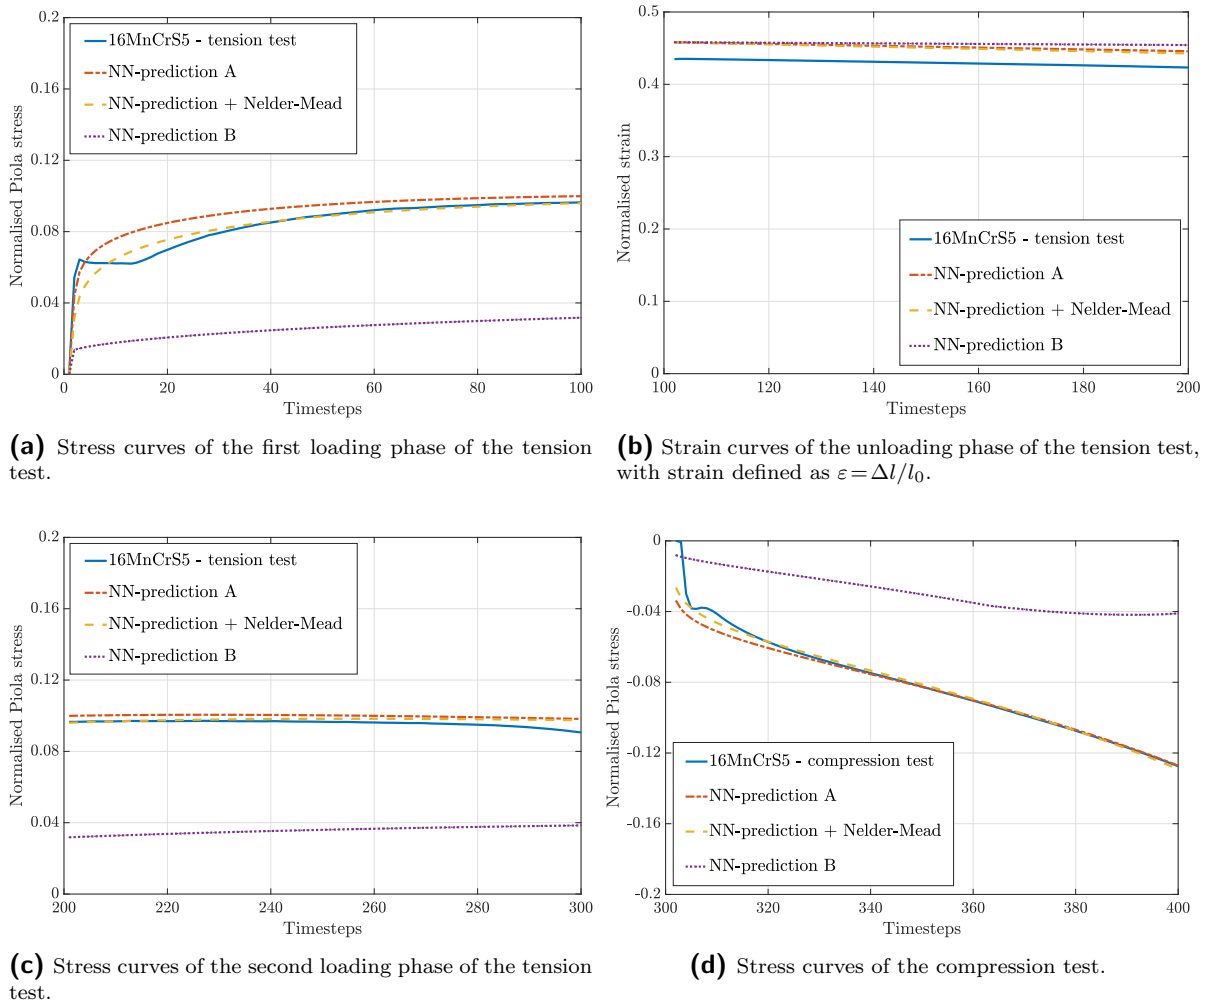 0.2
0.16
0.12
0.08
0.04
0
Normalised Piola stress
16MnCrS5 - tension test
NN-prediction A
NN-prediction + Nelder-Mead
NN-prediction B
0 20 40 60 80 100
Timesteps
(a) Stress curves of the first loading phase of the tension
test.
0.5
0.4
0.3
0.2
0.1
0
Normalised strain
16MnCrS5 - tension test
NN-prediction A
NN-prediction + Nelder-Mead
NN-prediction B
100 120 140 160 180 200
Timesteps
(b) Strain curves of the unloading phase of the tension test,
with strain defined as ε=Δl/l₀.
0.2
0.16
0.12
0.08
0.04
0
Normalised Piola stress
16MnCrS5 - tension test
NN-prediction A
NN-prediction + Nelder-Mead
NN-prediction B
200 220 240 260 280 300
Timesteps
(c) Stress curves of the second loading phase of the tension
test.
0
-0.04
-0.08
-0.12
-0.16
-0.2
Normalised Piola stress
16MnCrS5 - compression test
NN-prediction A
NN-prediction + Nelder-Mead
NN-prediction B
300 320 340 360 380 400
Timesteps
(d) Stress curves of the compression test.